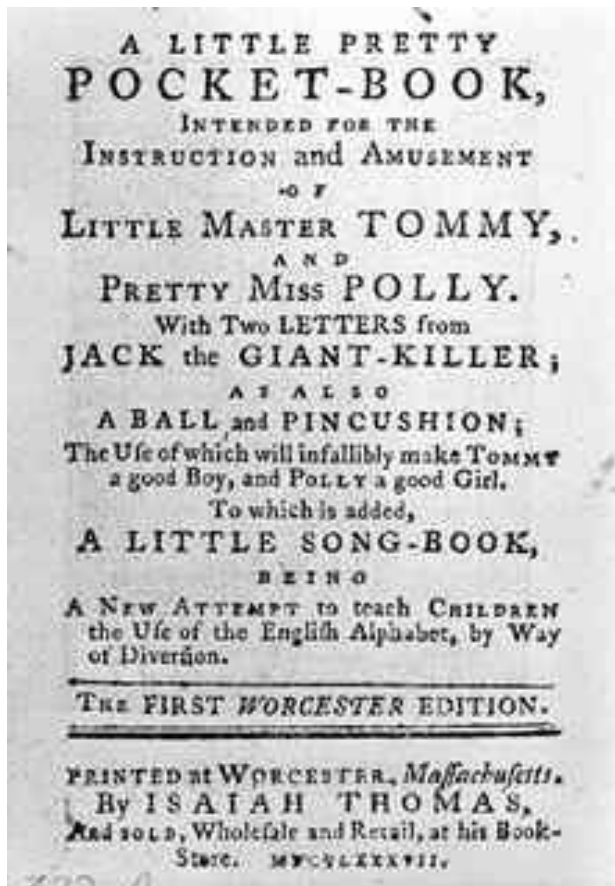 A LITTLE PRETTY
POCKET-BOOK,
INTENDED FOR THE
INSTRUCTION and AMUSEMENT
OF
LITTLE MASTER TOMMY,
AND
PRETTY MISS POLLY.
With Two LETTERS from
JACK the GIANT-KILLER;
AS ALSO
A BALL and PINCUSHION;
The Uſe of which will infallibly make TOMMY
a good Boy, and POLLY a good Girl.
To which is added,
A LITTLE SONG-BOOK,
BEING
A NEW ATTEMPT to teach CHILDREN
the Uſe of the Engliſh Alphabet, by Way
of Diverſion.
THE FIRST WORCESTER EDITION.
PRINTED at WORCESTER, Maſſachuſetts.
By ISAIAH THOMAS,
AND SOLD, Wholeſale and Retail, at his Book-
Store. MDCCLXXXVII.